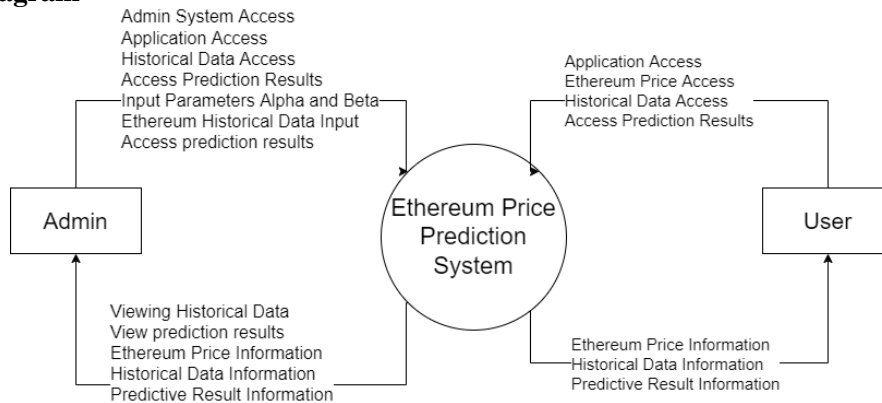 Admin System Access
Application Access
Historical Data Access
Access Prediction Results
Input Parameters Alpha and Beta
Ethereum Historical Data Input
Access prediction results
Application Access
Ethereum Price Access
Historical Data Access
Access Prediction Results
Admin
Ethereum Price
Prediction
System
User
Viewing Historical Data
View prediction results
Ethereum Price Information
Historical Data Information
Predictive Result Information
Ethereum Price Information
Historical Data Information
Predictive Result Information